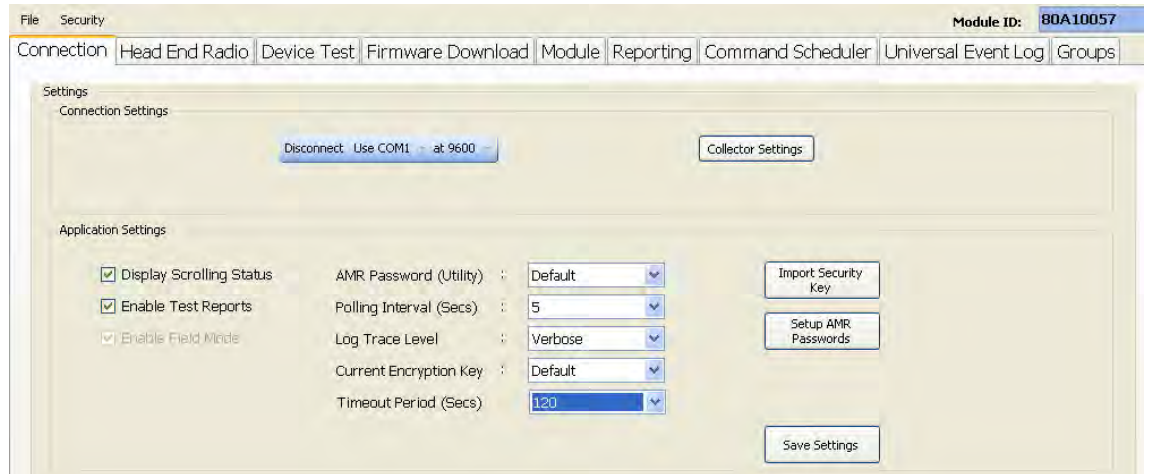 File Security Module ID: 80A10057
Connection Head End Radio Device Test Firmware Download Module Reporting Command Scheduler Universal Event Log Groups
Settings
Connection Settings
Disconnect Use COM1 at 9600 Collector Settings
Application Settings
Display Scrolling Status AMR Password (Utility) : Default Import Security Key
Enable Test Reports Polling Interval (Secs) : 5
Setup AMR Passwords
Enable Field Mode Log Trace Level : Verbose
Current Encryption Key : Default
Timeout Period (Secs) 120
Save Settings